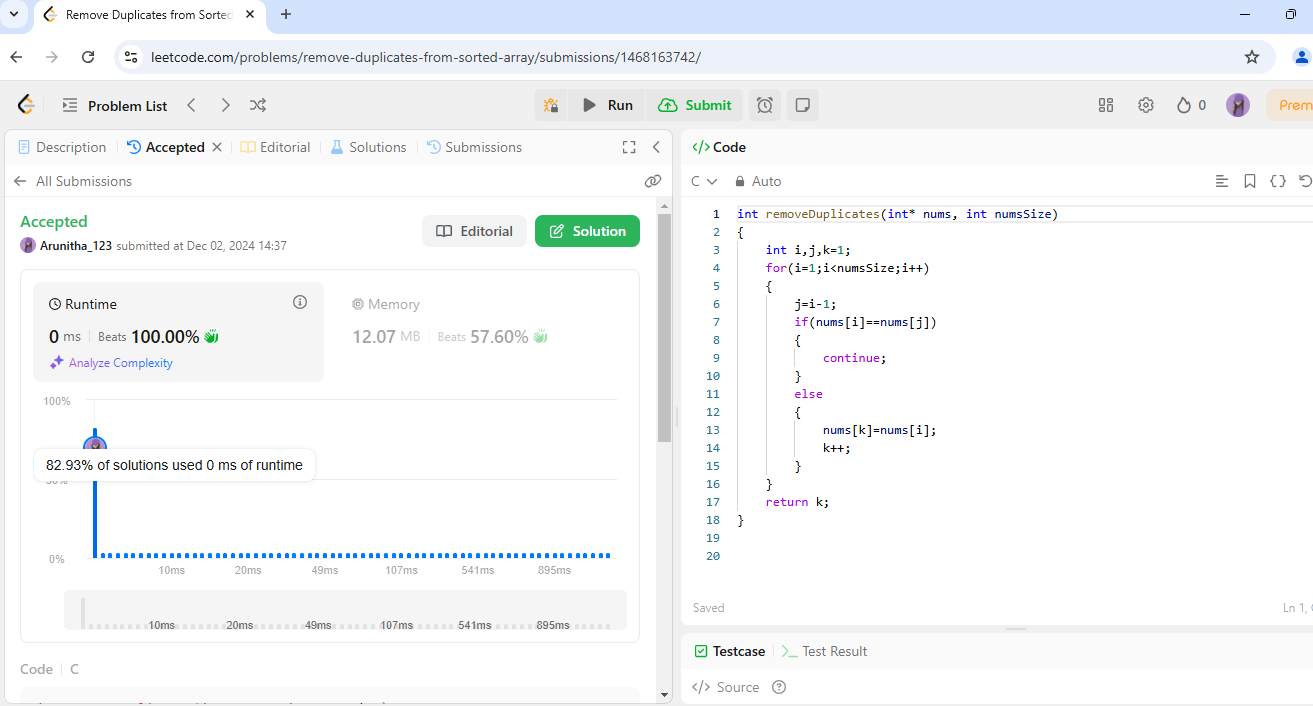 Remove Duplicates from Sorted
leetcode.com/problems/remove-duplicates-from-sorted-array/submissions/1468163742/
Problem List
Run
Submit
0
Prem
Description
Accepted
Editorial
Solutions
Submissions
All Submissions
Accepted
Arunitha_123 submitted at Dec 02, 2024 14:37
Editorial
Solution
Runtime
0 ms | Beats 100.00%
Analyze Complexity
Memory
12.07 MB | Beats 57.60%
100%
82.93% of solutions used 0 ms of runtime
0%
10ms 20ms 49ms 107ms 541ms 895ms
10ms 20ms 49ms 107ms 541ms 895ms
Code | C
</> Code
C
Auto
1 int removeDuplicates(int* nums, int numsSize)
2 {
3 int i,j,k=1;
4 for(i=1;i<numsSize;i++)
5 {
6 j=i-1;
7 if(nums[i]==nums[j])
8 {
9 continue;
10 }
11 else
12 {
13 nums[k]=nums[i];
14 k++;
15 }
16 }
17 return k;
18 }
19
20
Saved
Ln 1,
Testcase
Test Result
</> Source